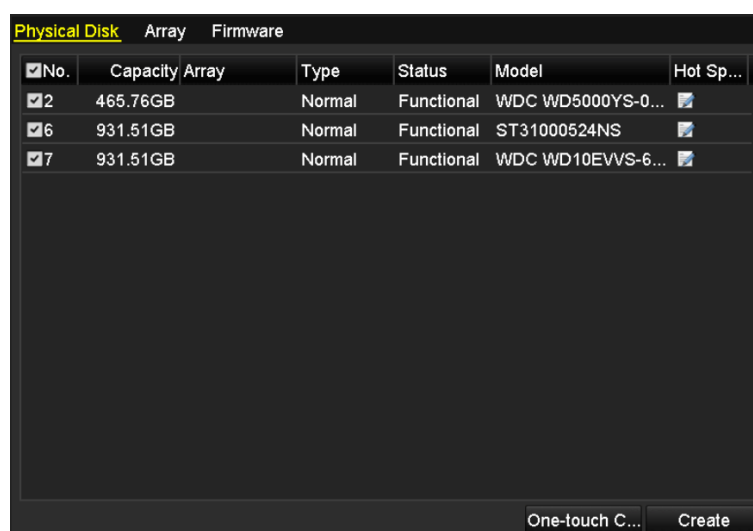 Physical Disk Array Firmware
No. Capacity Array Type Status Model Hot Sp...
2 465.76GB Normal Functional WDC WD5000YS-0...
6 931.51GB Normal Functional ST31000524NS
7 931.51GB Normal Functional WDC WD10EVVS-6...
One-touch C... Create